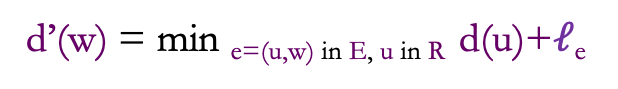 d’(w) = min e=(u,w) in E, u in R d(u)+ℓe